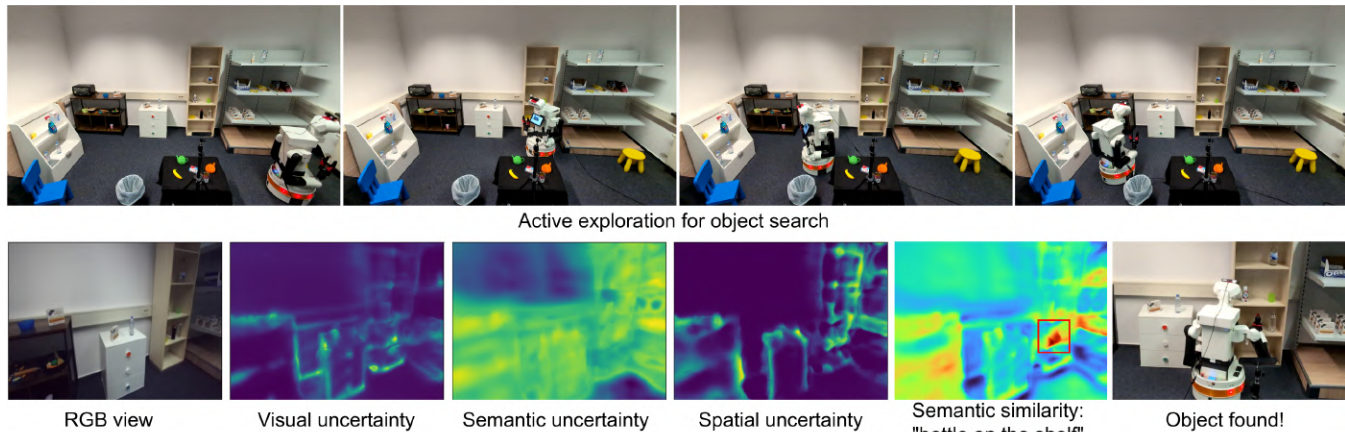 Active exploration for object search
RGB view
Visual uncertainty
Semantic uncertainty
Spatial uncertainty
Semantic similarity:
"bottle on the shelf"
Object found!